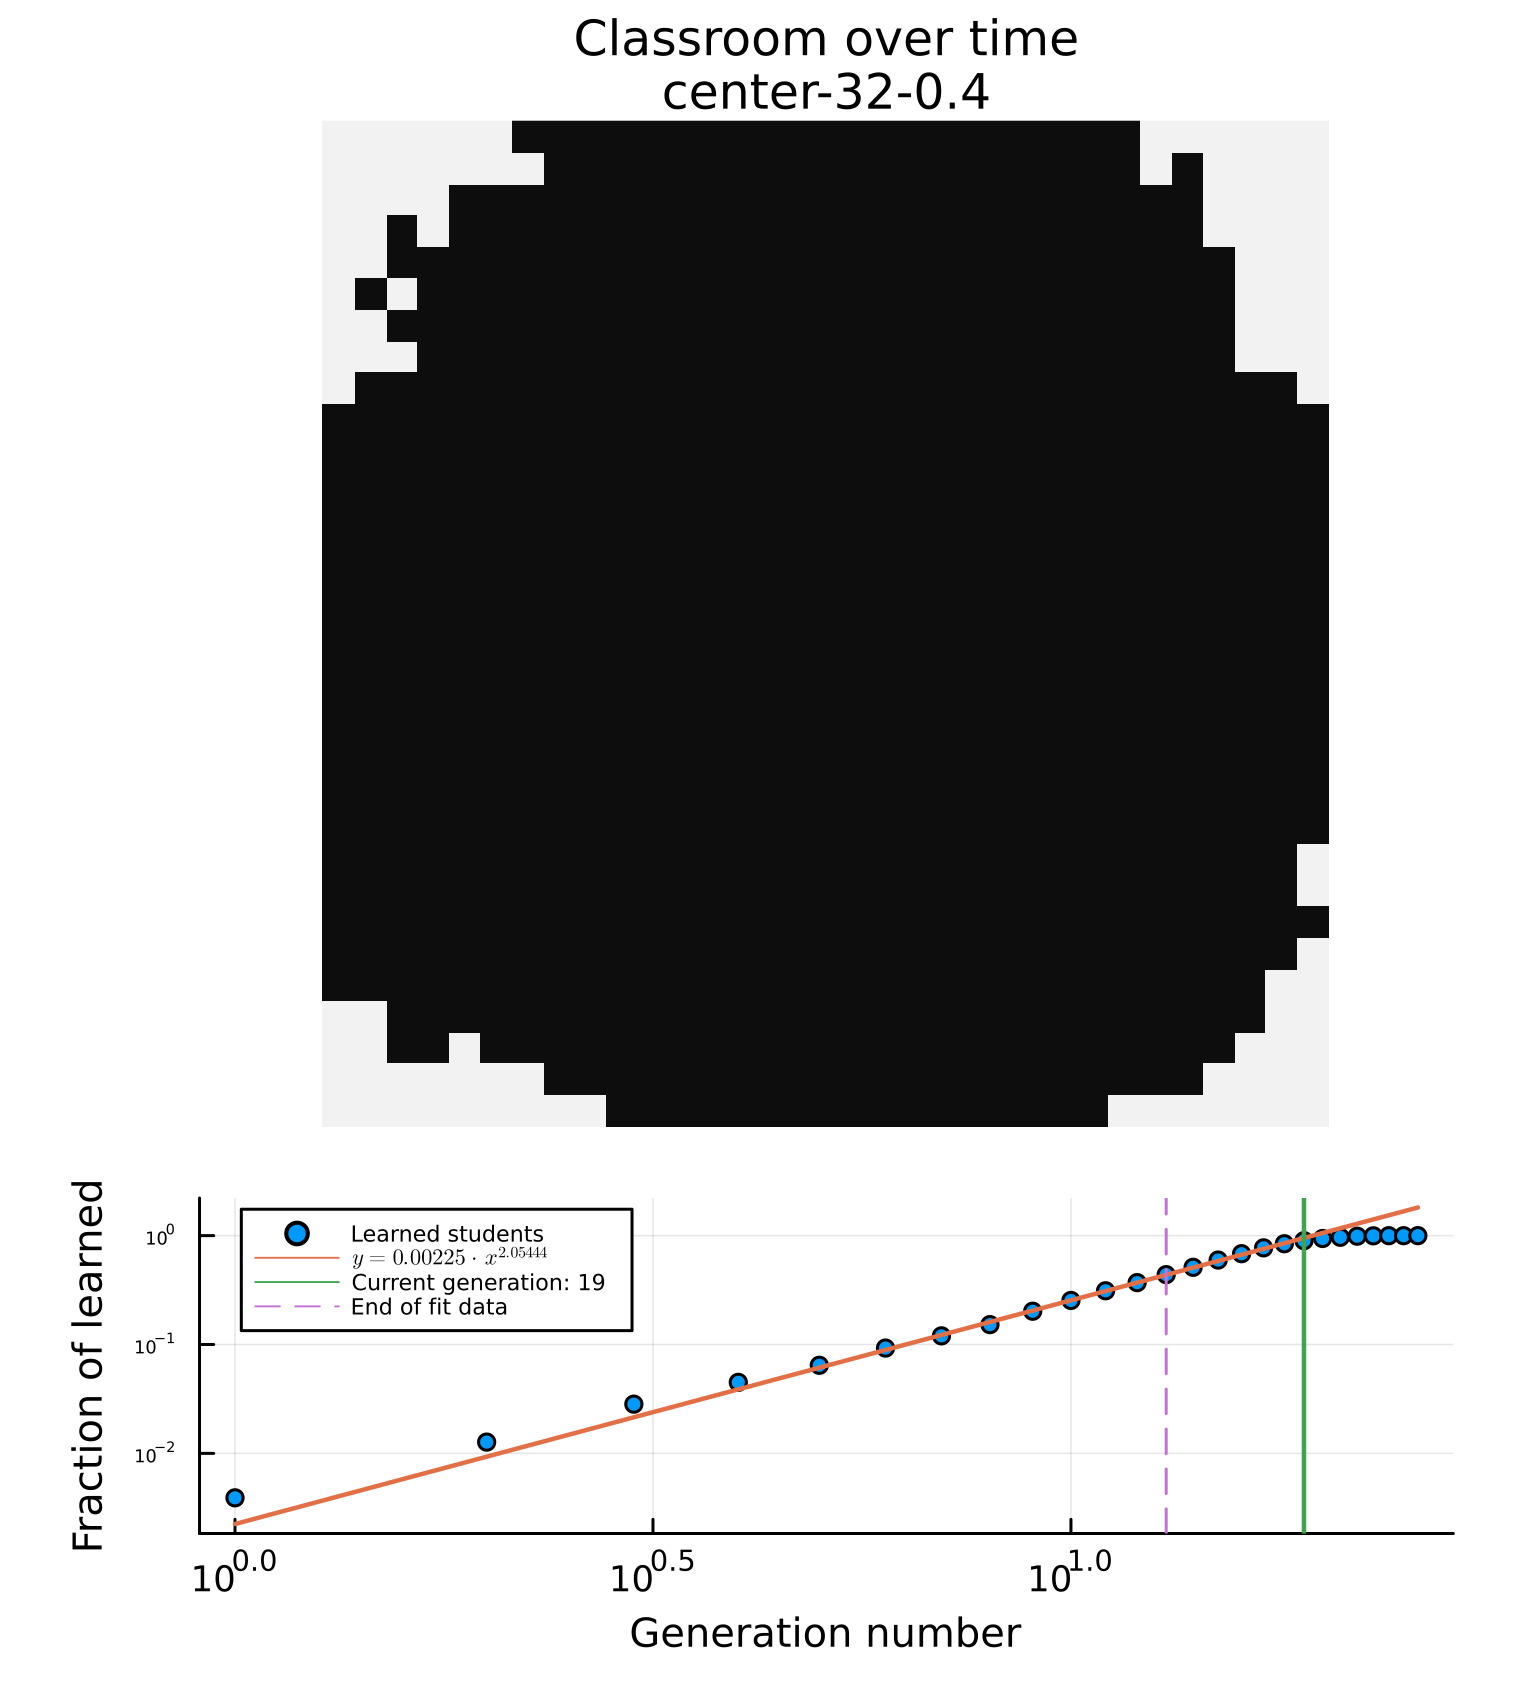 Classroom over time
center-32-0.4
Fraction of learned
10^0
10^-1
10^-2
Learned students
y = 0.00225 · x^2.05444
Current generation: 19
End of fit data
10^0.0
10^0.5
10^1.0
Generation number